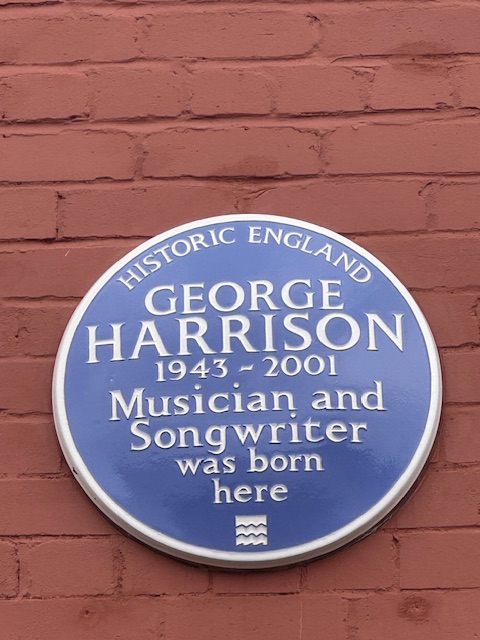 HISTORIC ENGLAND
GEORGE
HARRISON
1943 - 2001
Musician and
Songwriter
was born
here